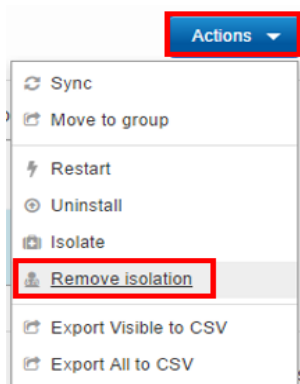 Actions
Sync
Move to group
Restart
Uninstall
Isolate
Remove isolation
Export Visible to CSV
Export All to CSV